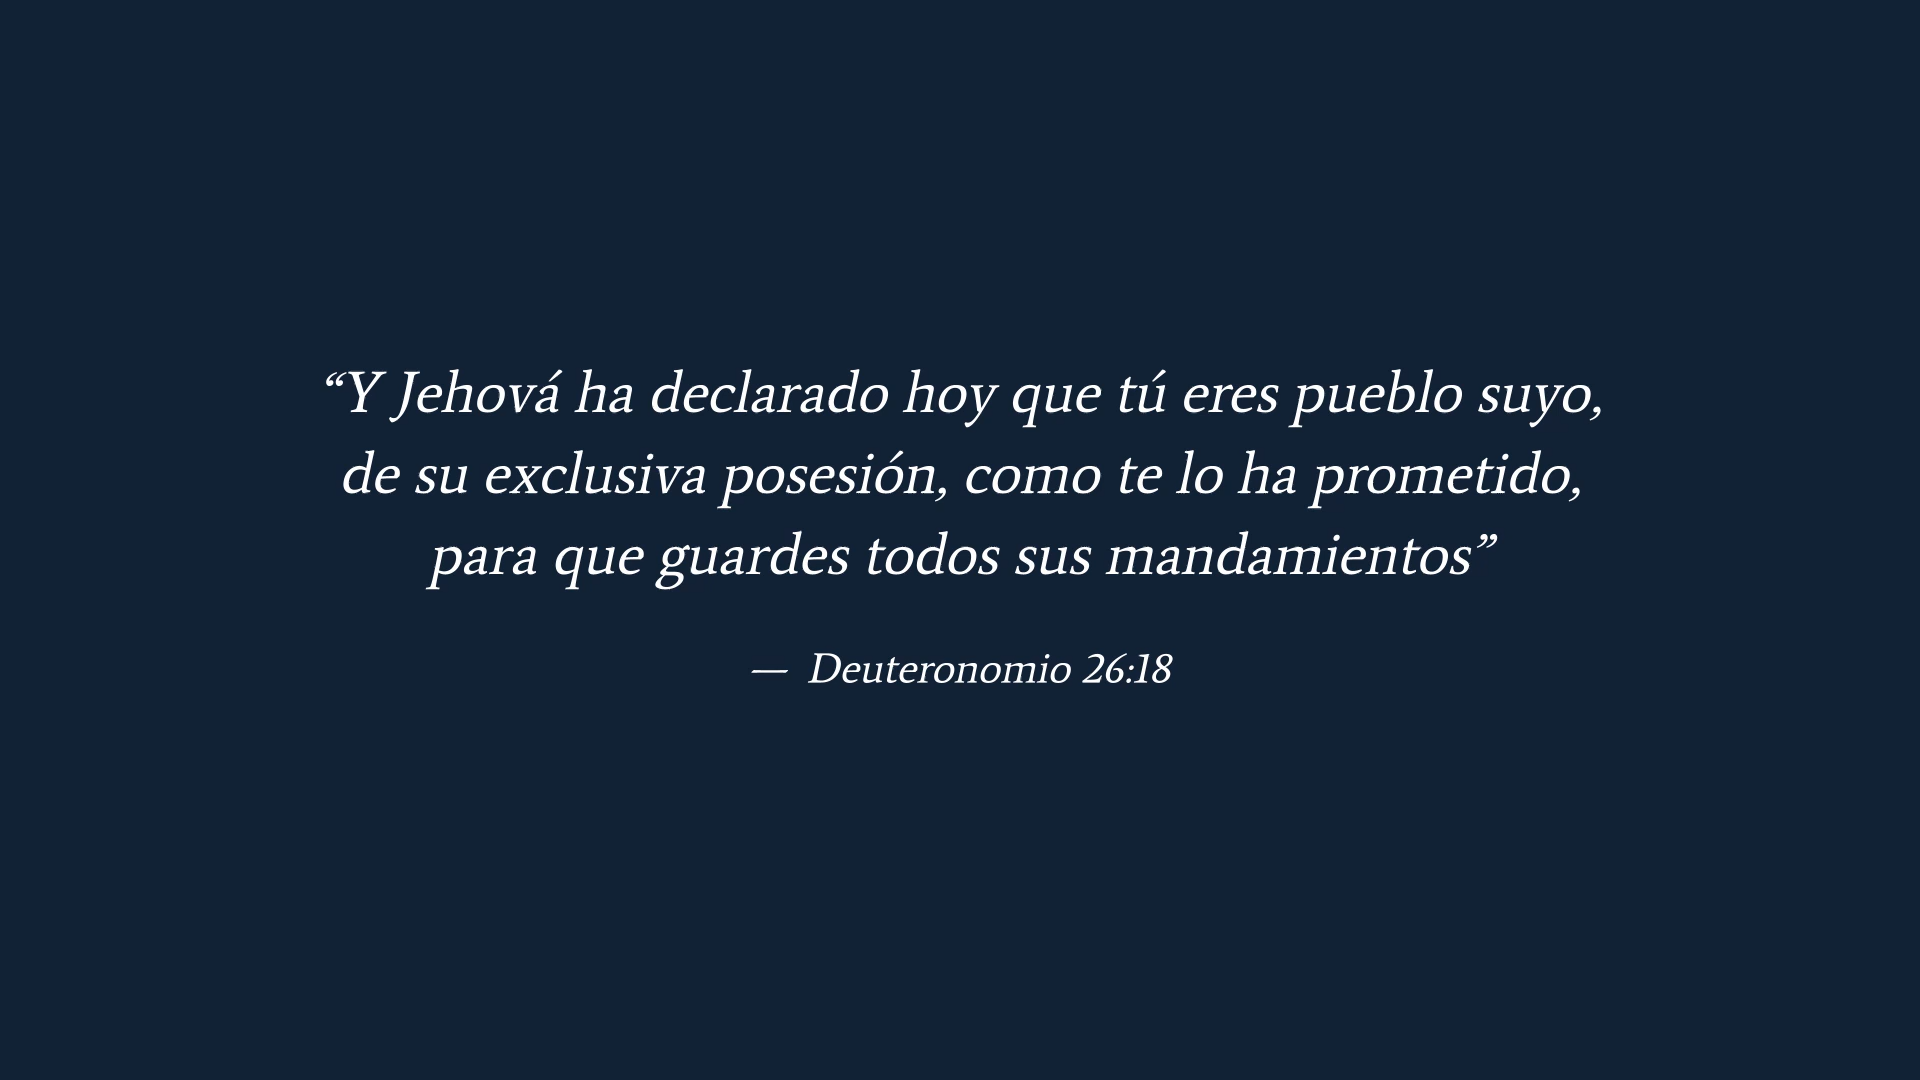 “Y Jehová ha declarado hoy que tú eres pueblo suyo,
de su exclusiva posesión, como te lo ha prometido,
para que guardes todos sus mandamientos”
— Deuteronomio 26:18